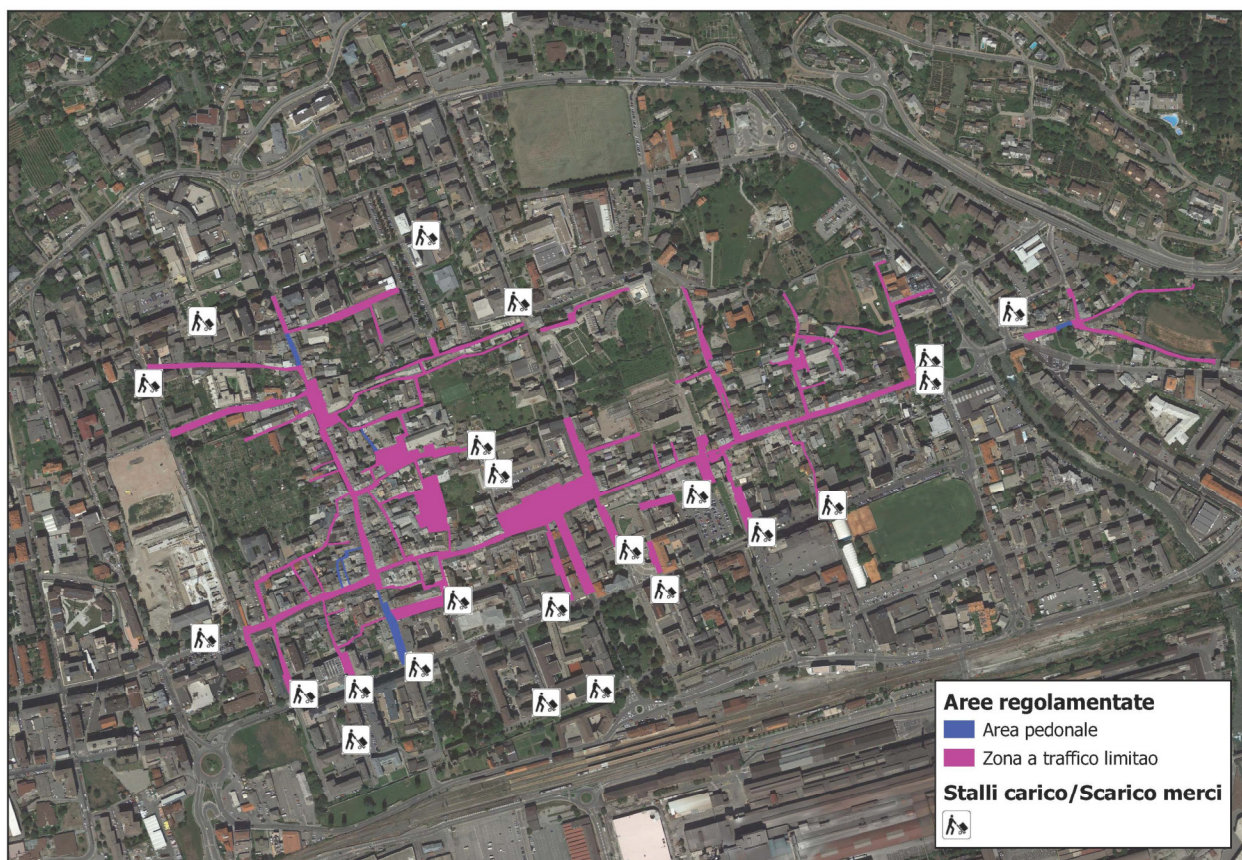 Aree regolamentate
Area pedonale
Zona a traffico limitao
Stalli carico/Scarico merci